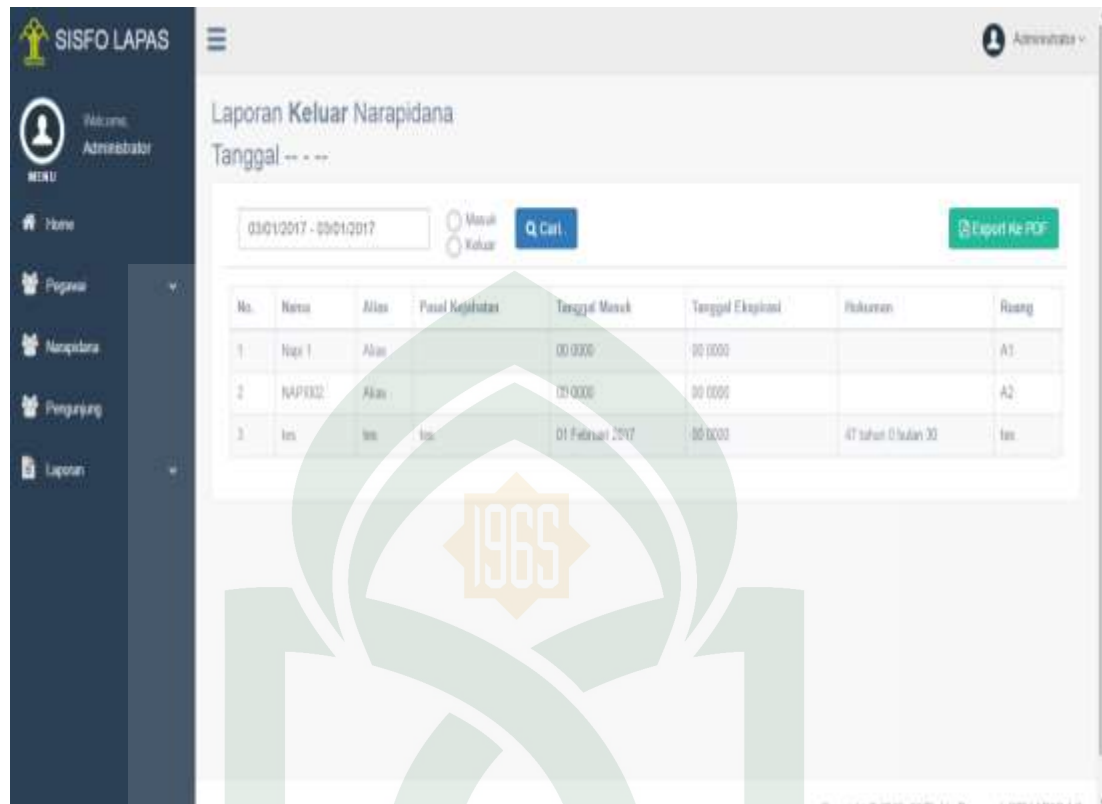 SISFO LAPAS
Administrator
Welcome,
Administrator
MENU
Home
Pegawai
Narapidana
Pengunjung
Laporan
Laporan Keluar Narapidana
Tanggal -- - --
03/01/2017 - 03/01/2017
Masuk
Keluar
Cari
Export Ke PDF
No. Nama Alias Pasal Kejahatan Tanggal Masuk Tanggal Ekspirasi Hukuman Ruang
1 Napi 1 Alias 00 0000 00 0000 A1
2 NAPI002 Alias 00 0000 00 0000 A2
3 tes tes tes 01 Februari 2017 00 0000 47 tahun 0 bulan 30 tes
1965